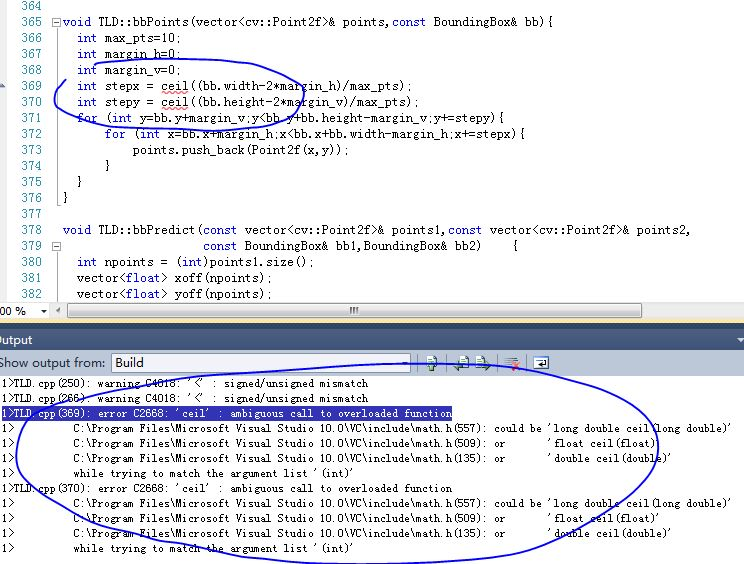 364
365 void TLD::bbPoints(vector<cv::Point2f>& points,const BoundingBox& bb){
366 int max_pts=10;
367 int margin_h=0;
368 int margin_v=0;
369 int stepx = ceil((bb.width-2*margin_h)/max_pts);
370 int stepy = ceil((bb.height-2*margin_v)/max_pts);
371 for (int y=bb.y+margin_v;y<bb.y+bb.height-margin_v;y+=stepy){
372 for (int x=bb.x+margin_h;x<bb.x+bb.width-margin_h;x+=stepx){
373 points.push_back(Point2f(x,y));
374 }
375 }
376 }
377
378 void TLD::bbPredict(const vector<cv::Point2f>& points1,const vector<cv::Point2f>& points2,
379 const BoundingBox& bb1,BoundingBox& bb2) {
380 int npoints = (int)points1.size();
381 vector<float> xoff(npoints);
382 vector<float> yoff(npoints);
00 %
Output
Show output from: Build
1>TLD.cpp(250): warning C4018: '<' : signed/unsigned mismatch
1>TLD.cpp(266): warning C4018: '<' : signed/unsigned mismatch
1>TLD.cpp(369): error C2668: 'ceil' : ambiguous call to overloaded function
1> C:\Program Files\Microsoft Visual Studio 10.0\VC\include\math.h(557): could be 'long double ceil(long double)'
1> C:\Program Files\Microsoft Visual Studio 10.0\VC\include\math.h(509): or 'float ceil(float)'
1> C:\Program Files\Microsoft Visual Studio 10.0\VC\include\math.h(135): or 'double ceil(double)'
1> while trying to match the argument list '(int)'
1>TLD.cpp(370): error C2668: 'ceil' : ambiguous call to overloaded function
1> C:\Program Files\Microsoft Visual Studio 10.0\VC\include\math.h(557): could be 'long double ceil(long double)'
1> C:\Program Files\Microsoft Visual Studio 10.0\VC\include\math.h(509): or 'float ceil(float)'
1> C:\Program Files\Microsoft Visual Studio 10.0\VC\include\math.h(135): or 'double ceil(double)'
1> while trying to match the argument list '(int)'